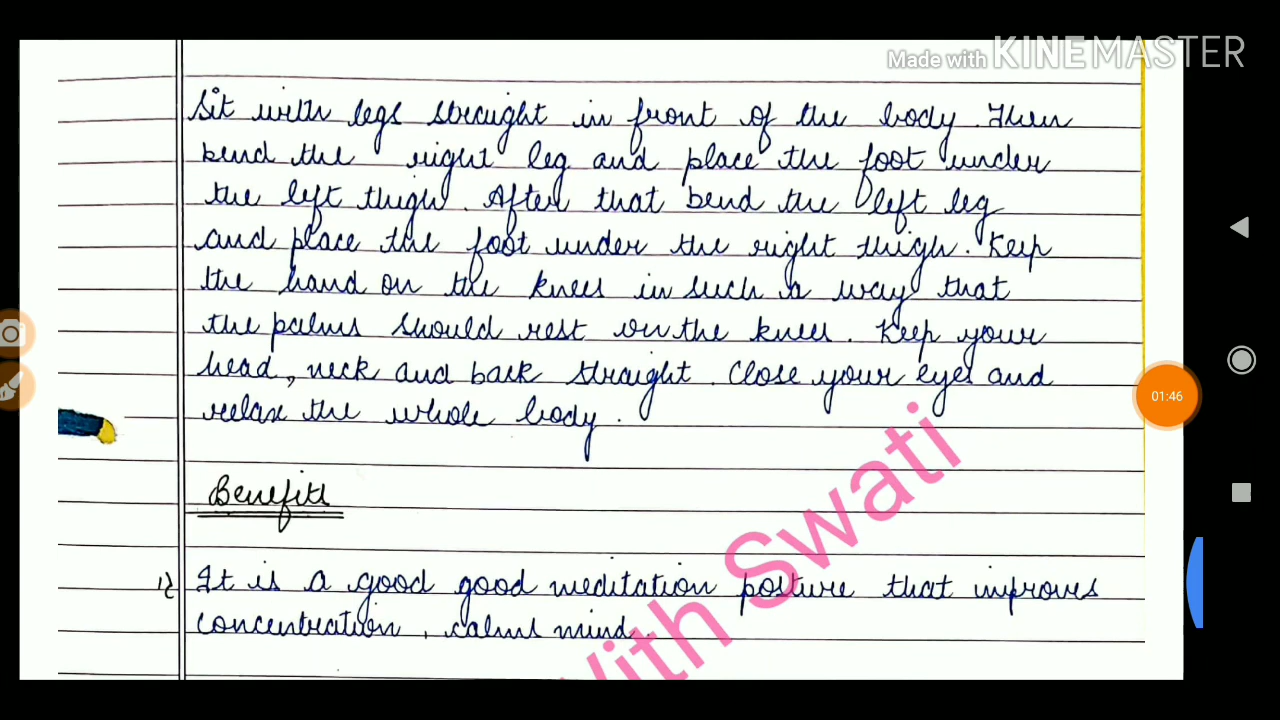 Made with KINEMASTER
Sit with legs straight in front of the body. Then
bend the right leg and place the foot under
the left thigh. After that bend the left leg
and place the foot under the right thigh. Keep
the hand on the knees in such a way that
the palms should rest on the knees. Keep your
head, neck and back straight. Close your eyes and
relax the whole body.
01:46
Benefits
1) It is a good good meditation posture that improves
concentration, calms mind.
With Swati